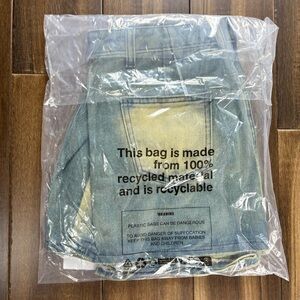 This bag is made
from 100%
recycled material
and is recyclable
WARNING
PLASTIC BAGS CAN BE DANGEROUS
TO AVOID DANGER OF SUFFOCATION
KEEP THIS BAG AWAY FROM BABIES
AND CHILDREN